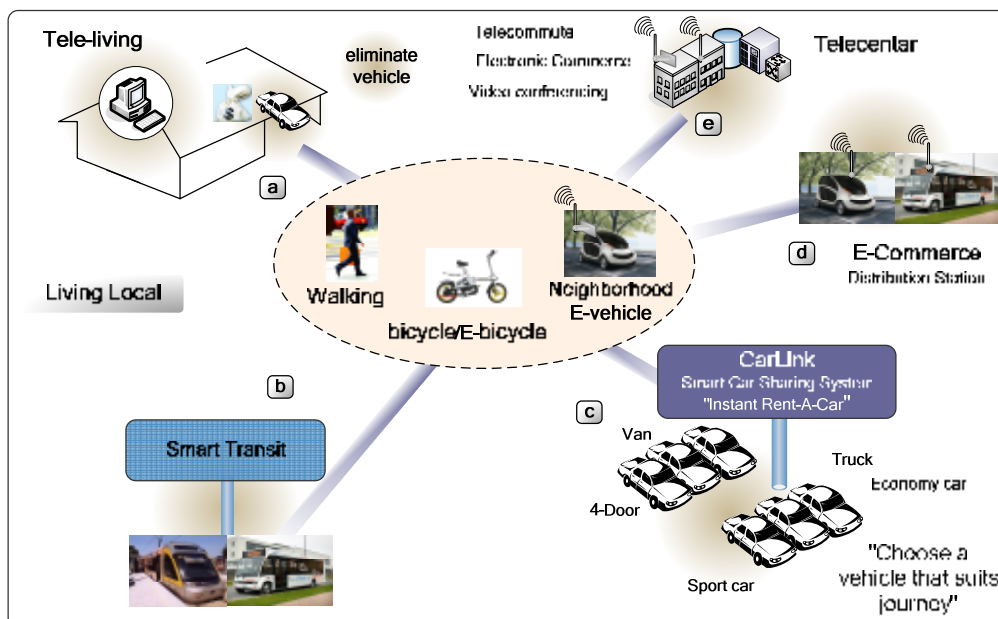 Tele-living
eliminate
vehicle
Telecommute
Electronic Commerce
Video conferencing
Telecenter
a
e
d
E-Commerce
Distribution Station
Walking
bicycle/E-bicycle
Neighborhood
E-vehicle
Living Local
b
Smart Transit
CarLink
Smart Car Sharing System
"Instant Rent-A-Car"
c
Van
4-Door
Truck
Economy car
Sport car
"Choose a
vehicle that suits
journey"